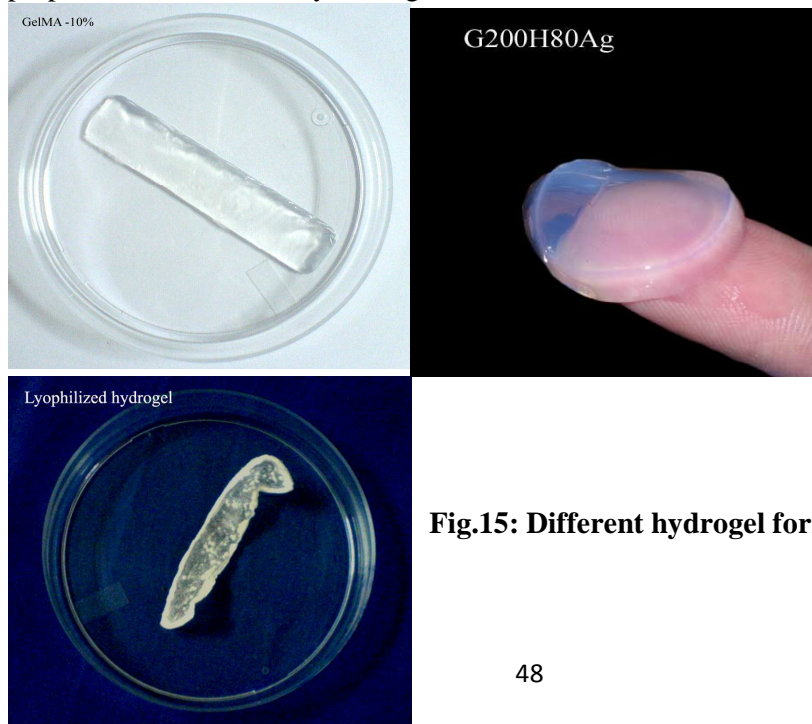 GelMA -10%
G200H80Ag
Lyophilized hydrogel
Fig.15: Different hydrogel for
48